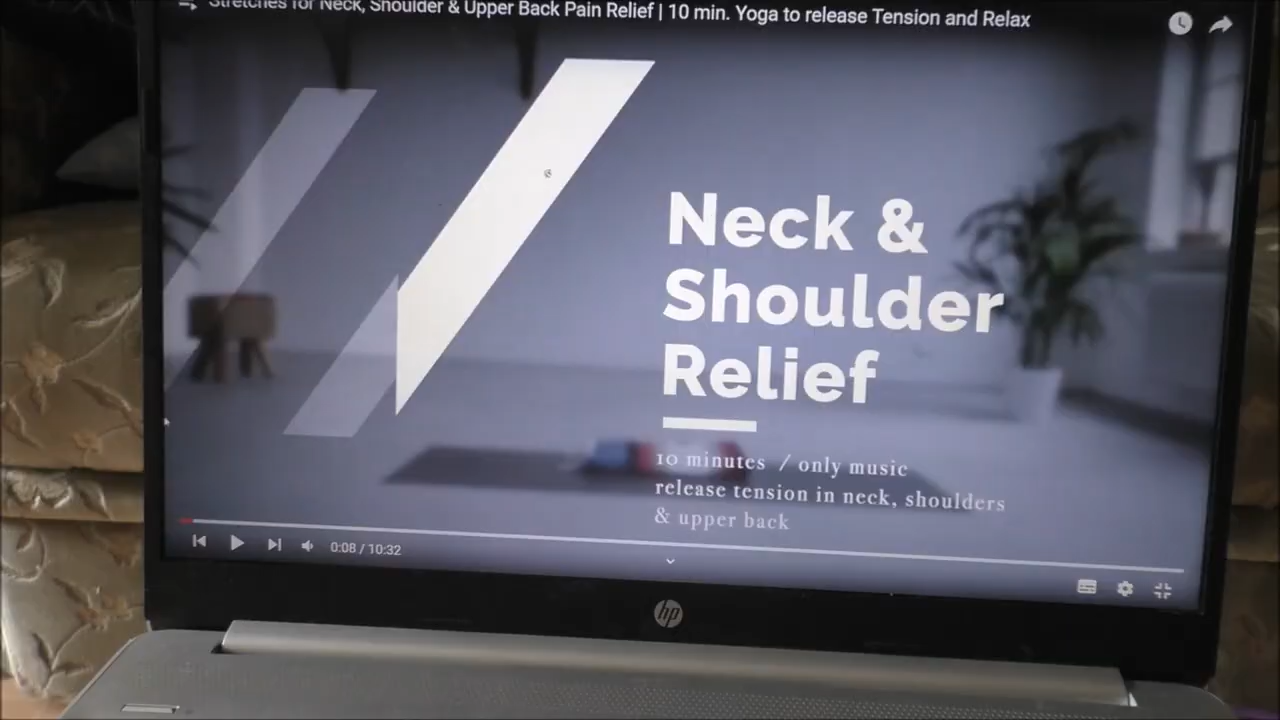 Stretches for Neck, Shoulder & Upper Back Pain Relief | 10 min. Yoga to release Tension and Relax
Neck &
Shoulder
Relief
10 minutes / only music
release tension in neck, shoulders
& upper back
0:08 / 10:32
hp